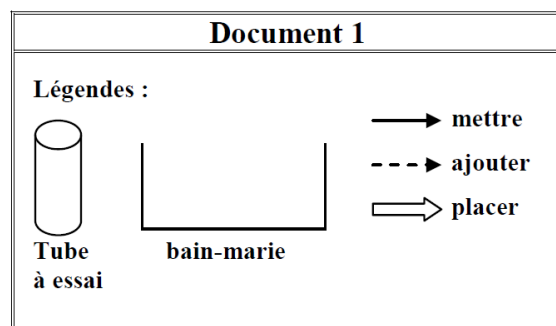 Document 1
Légendes :
mettre
ajouter
placer
Tube
à essai
bain-marie